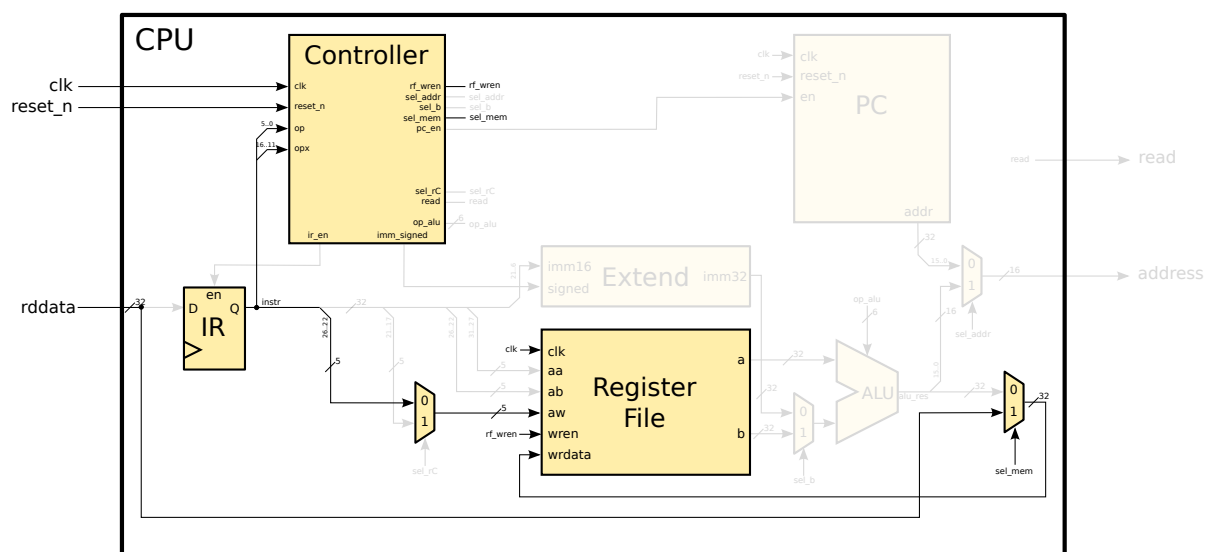 CPU
Controller
clk
clk
reset_n
reset_n
op
opx
5..0
16..11
rf_wren
rf_wren
sel_addr
sel_addr
sel_b
sel_b
sel_mem
sel_mem
pc_en
sel_rC
sel_rC
read
read
op_alu
6
op_alu
ir_en
imm_signed
clk
clk
reset_n
reset_n
en
PC
addr
32
15..0
0
1
16
sel_addr
read
read
address
rddata
32
en
D
Q
IR
instr
32
21..6
imm16
signed
Extend
imm32
26..22
21..17
26..22
31..27
5
5
5
5
0
1
5
sel_rC
clk
clk
aa
ab
aw
rf_wren
wren
wrdata
Register
File
a
b
32
32
32
0
1
sel_b
op_alu
6
ALU
alu_res
15..0
16
32
0
1
32
sel_mem